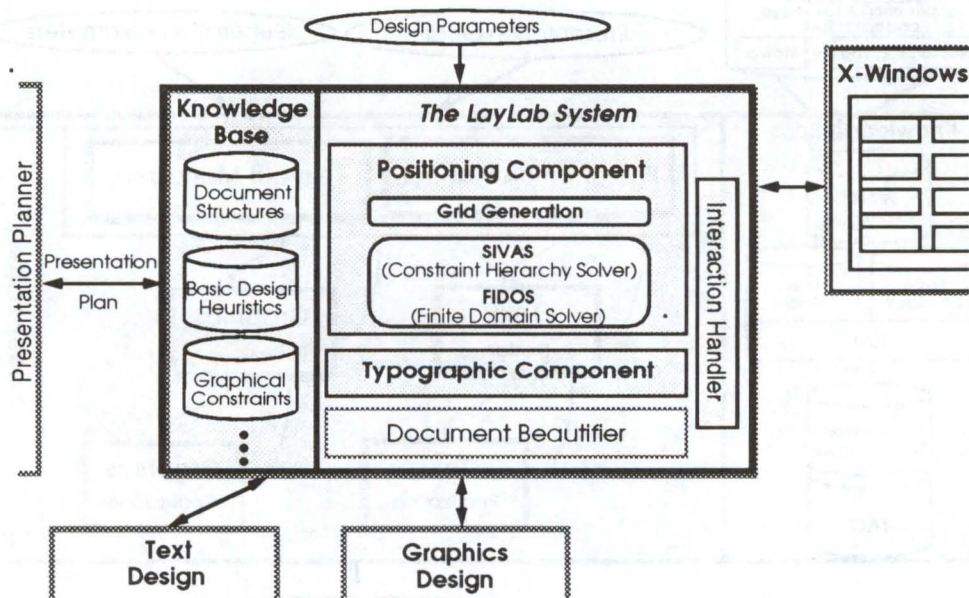 Design Parameters
X-Windows
Presentation Planner
Presentation
Plan
Knowledge
Base
Document
Structures
Basic Design
Heuristics
Graphical
Constraints
The LayLab System
Positioning Component
Grid Generation
SIVAS
(Constraint Hierarchy Solver)
FIDOS
(Finite Domain Solver)
Typographic Component
Document Beautifier
Interaction Handler
Text
Design
Graphics
Design